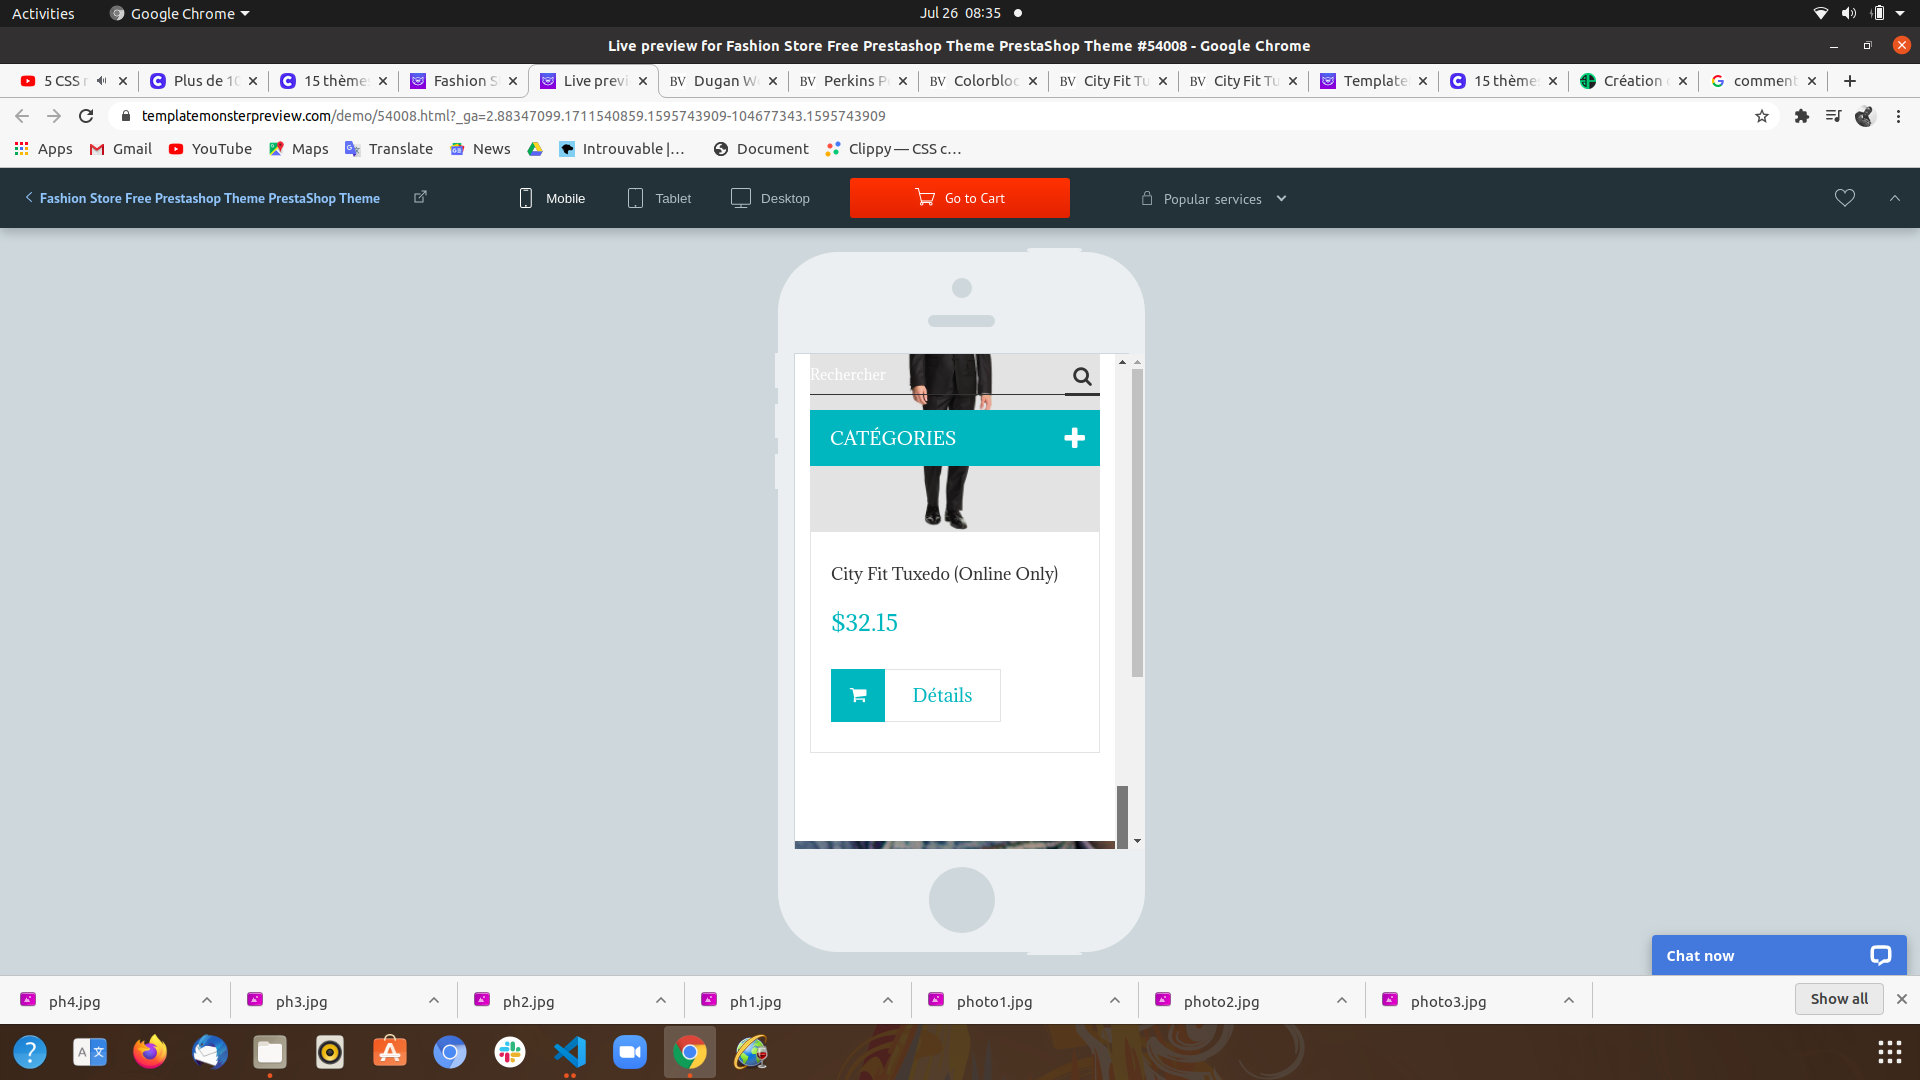 Activities
Google Chrome
Jul 26 08:35
Live preview for Fashion Store Free Prestashop Theme PrestaShop Theme #54008 - Google Chrome
5 CSS
Plus de 10
15 thème
Fashion S
Live previ
BV Dugan W
BV Perkins P
BV Colorbloc
BV City Fit Tu
BV City Fit Tu
Template
15 thème
Création
comment
templatemonsterpreview.com/demo/54008.html?_ga=2.88347099.1711540859.1595743909-104677343.1595743909
Apps
Gmail
YouTube
Maps
Translate
News
Introuvable |...
Document
Clippy — CSS c...
Fashion Store Free Prestashop Theme PrestaShop Theme
Mobile
Tablet
Desktop
Go to Cart
Popular services
Rechercher
CATÉGORIES
City Fit Tuxedo (Online Only)
$32.15
Détails
Chat now
ph4.jpg
ph3.jpg
ph2.jpg
ph1.jpg
photo1.jpg
photo2.jpg
photo3.jpg
Show all